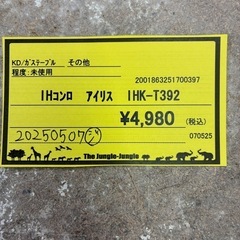 KD/ガステーブル　その他
程度:未使用
2001863251700397
IHコンロ　アイリス　IHK-T392
¥4,980 (税込)
20250507
070525
The Jungle-Jungle